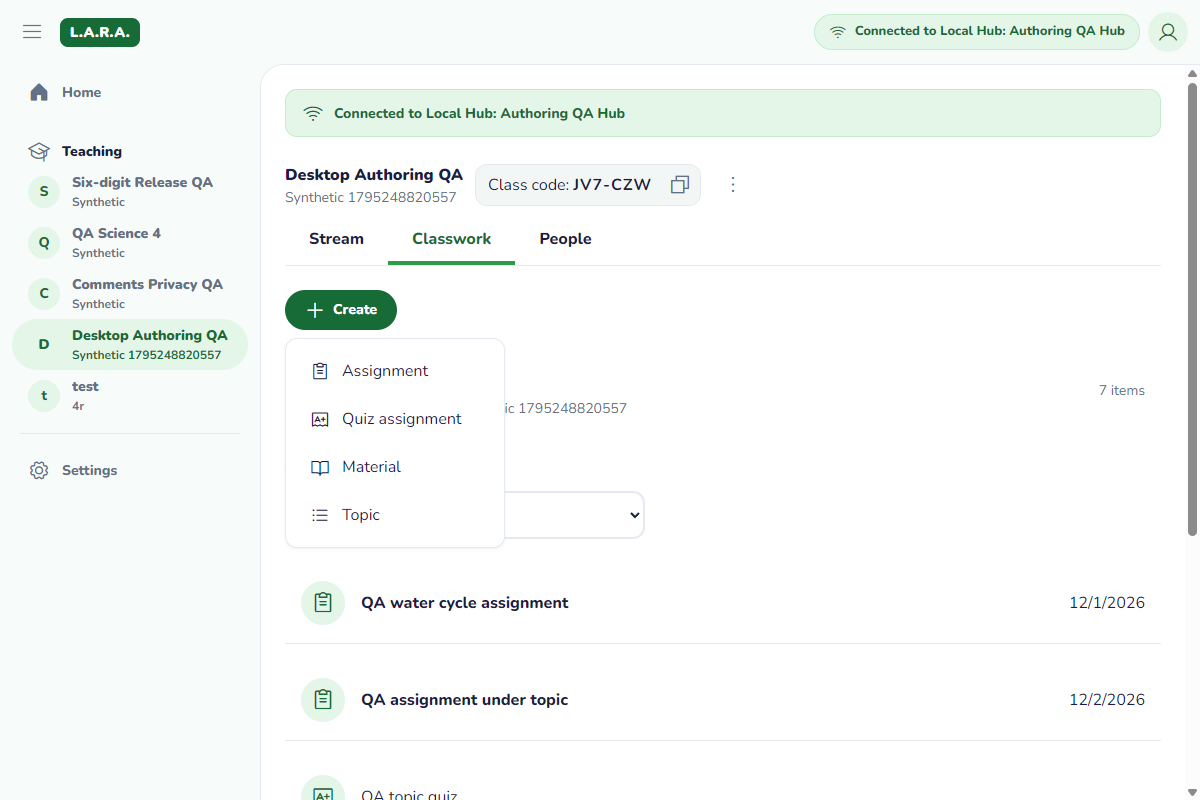 L.A.R.A.
Connected to Local Hub: Authoring QA Hub
Home
Teaching
S
Six-digit Release QA
Synthetic
Q
QA Science 4
Synthetic
C
Comments Privacy QA
Synthetic
D
Desktop Authoring QA
Synthetic 1795248820557
t
test
4r
Settings
Connected to Local Hub: Authoring QA Hub
Desktop Authoring QA
Synthetic 1795248820557
Class code: JV7-CZW
Stream
Classwork
People
Create
Assignment
Quiz assignment
Material
Topic
7 items
1795248820557
QA water cycle assignment
12/1/2026
QA assignment under topic
12/2/2026
A+
QA topic quiz